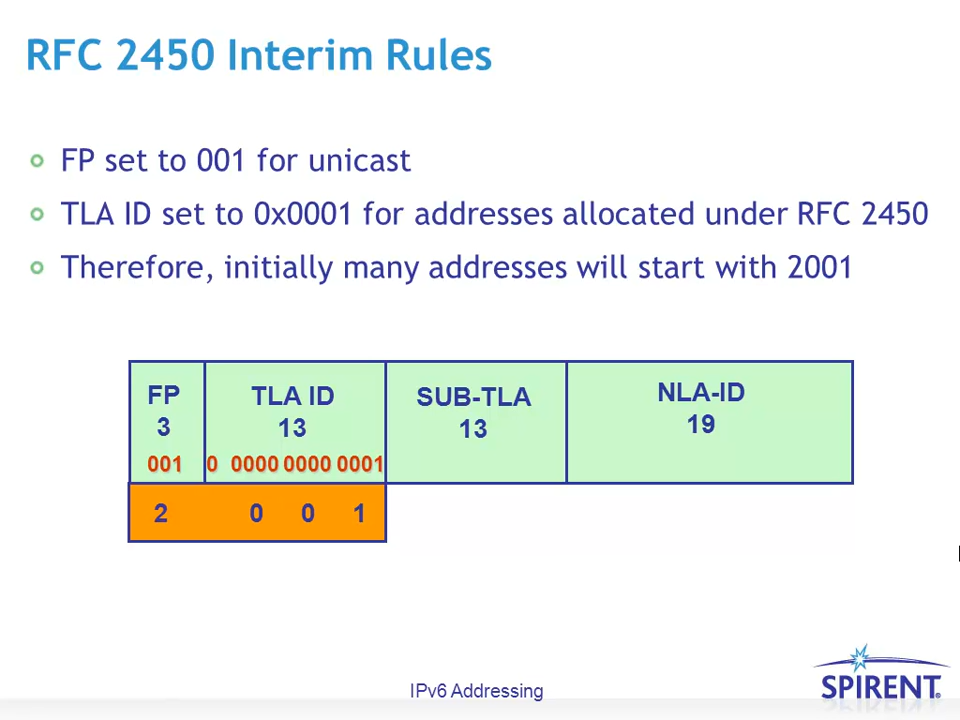 RFC 2450 Interim Rules
FP set to 001 for unicast
TLA ID set to 0x0001 for addresses allocated under RFC 2450
Therefore, initially many addresses will start with 2001
FP
3
001
TLA ID
13
0 0000 0000 0001
SUB-TLA
13
NLA-ID
19
2 0 0 1
IPv6 Addressing
SPIRENT®